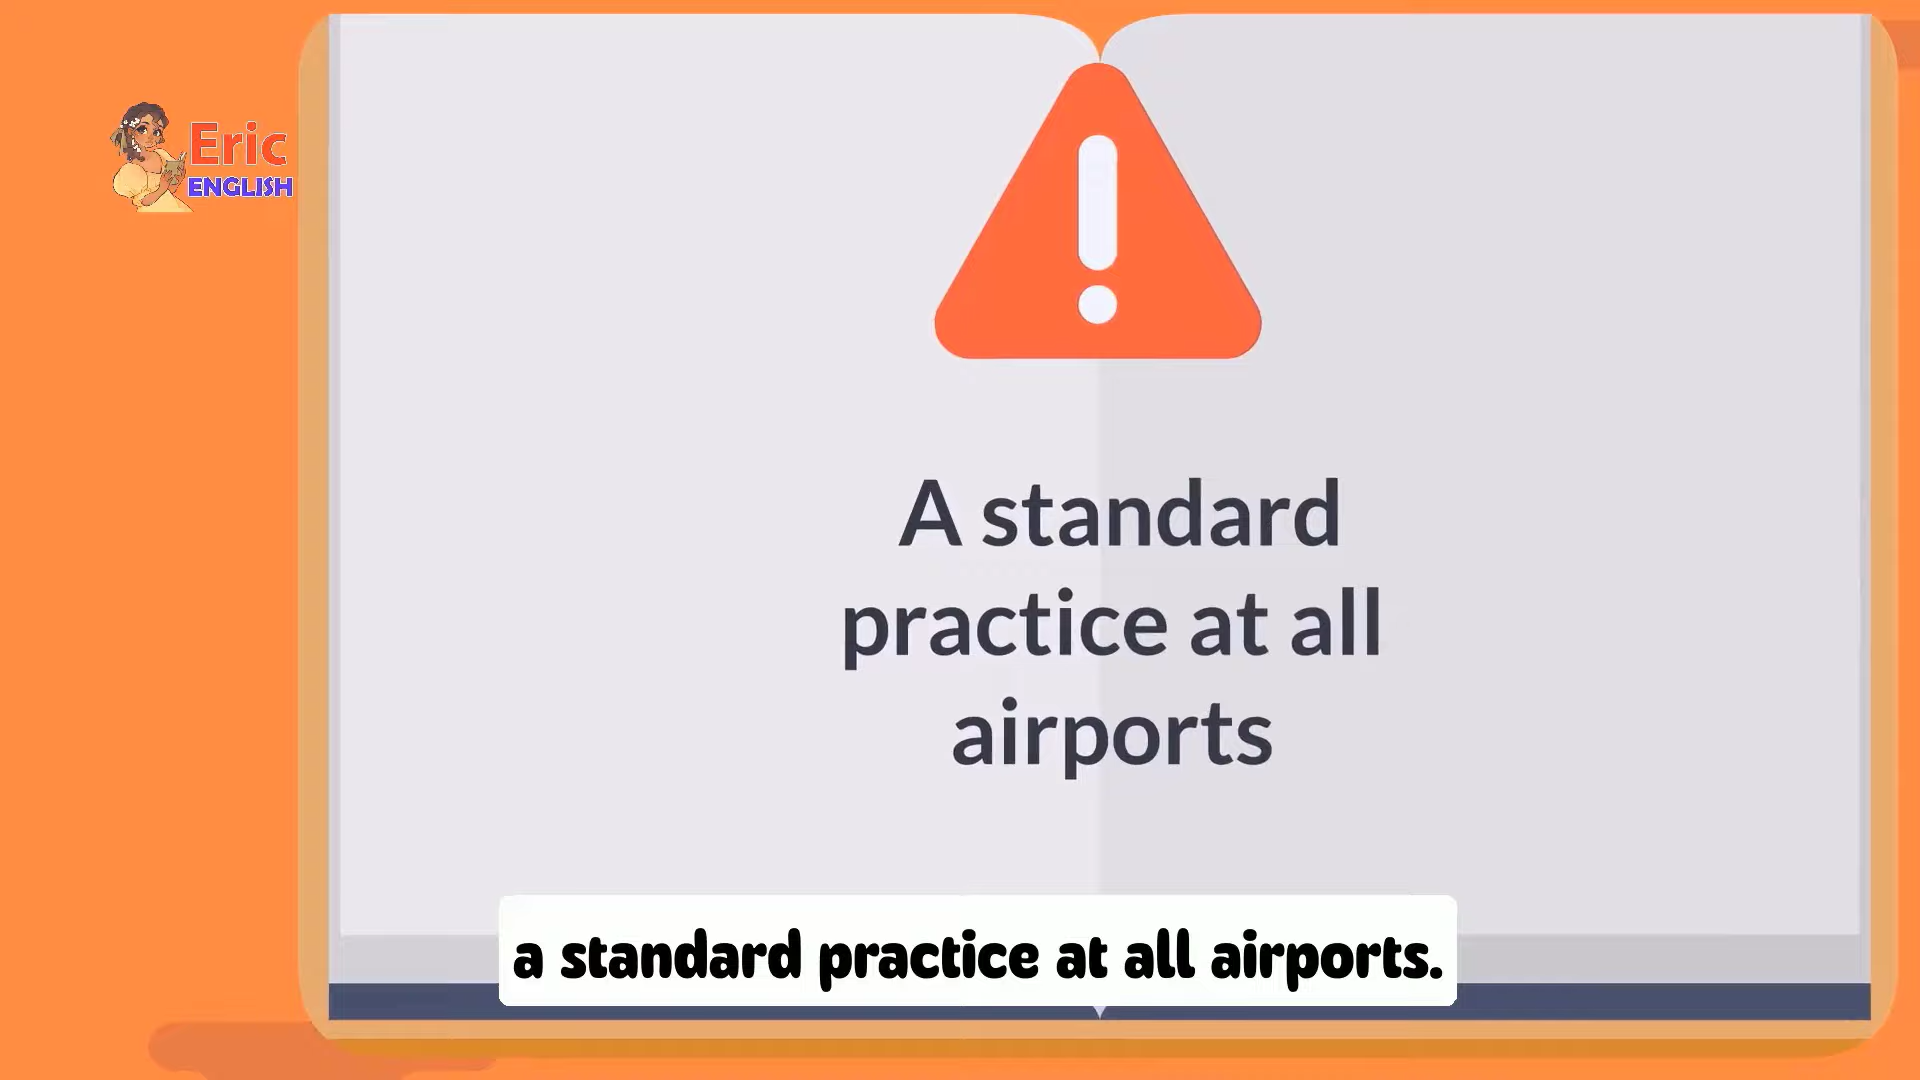 Eric
ENGLISH
A standard
practice at all
airports
a standard practice at all airports.